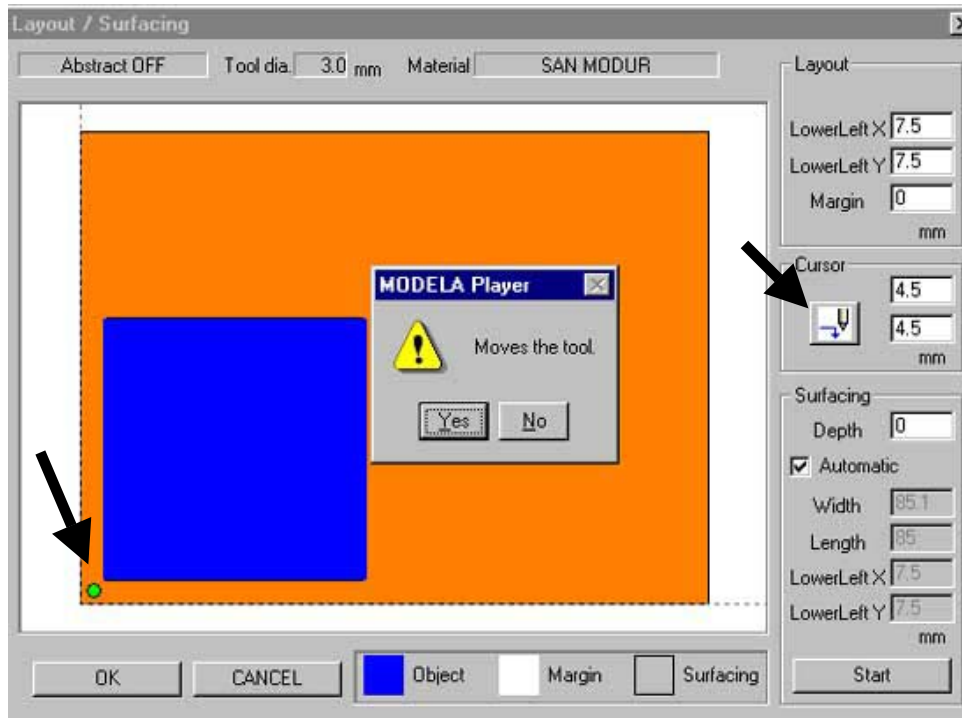 Layout / Surfacing
Abstract OFF Tool dia. 3.0 mm Material SAN MODUR
Layout
LowerLeft X 7.5
LowerLeft Y 7.5
Margin 0
mm
Cursor
4.5
4.5
mm
MODELA Player
Moves the tool.
Yes No
Surfacing
Depth 0
Automatic
Width 85.1
Length 85
LowerLeft X 7.5
LowerLeft Y 7.5
mm
Start
OK CANCEL Object Margin Surfacing